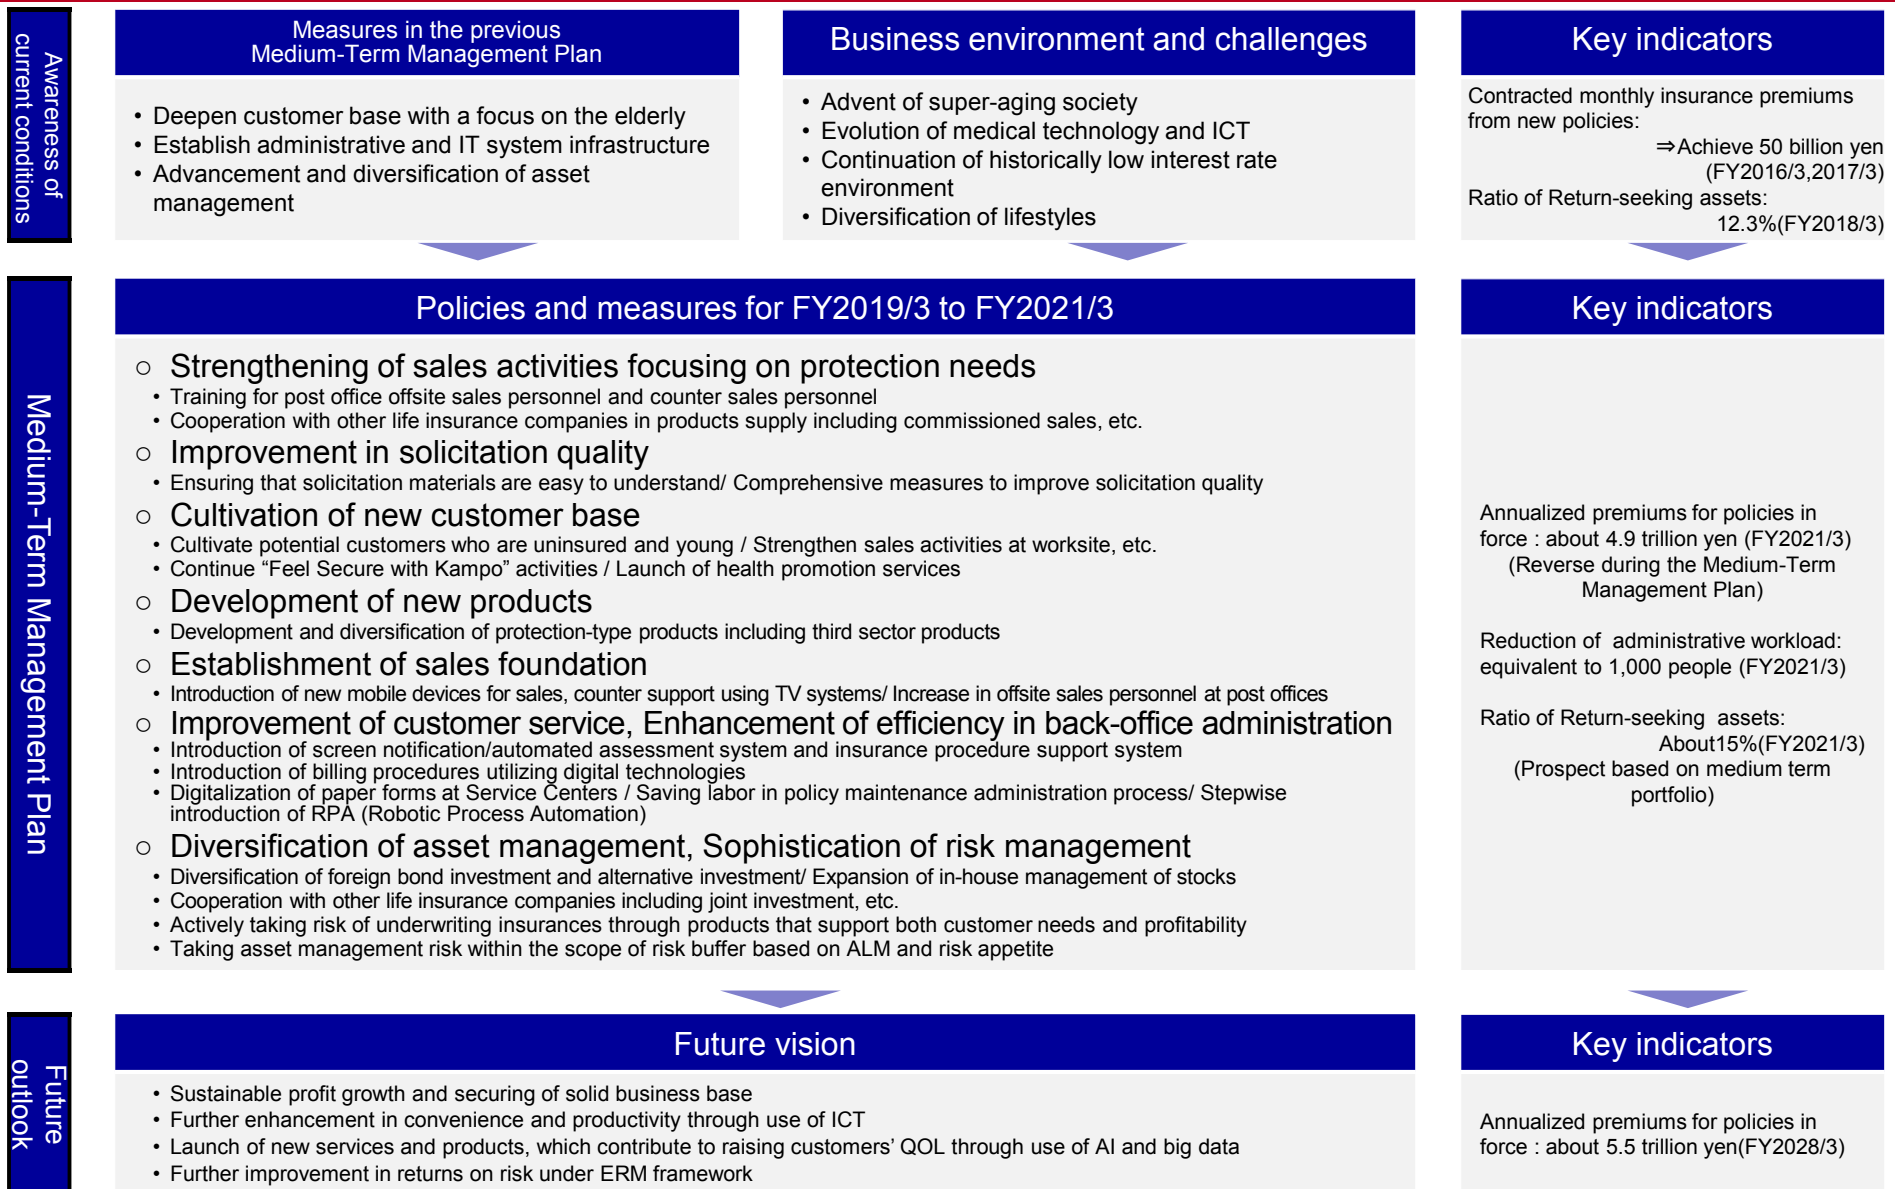 Awareness of
current conditions
Measures in the previous
Medium-Term Management Plan
• Deepen customer base with a focus on the elderly
• Establish administrative and IT system infrastructure
• Advancement and diversification of asset
management
Business environment and challenges
• Advent of super-aging society
• Evolution of medical technology and ICT
• Continuation of historically low interest rate
environment
• Diversification of lifestyles
Key indicators
Contracted monthly insurance premiums
from new policies:
⇒Achieve 50 billion yen
(FY2016/3,2017/3)
Ratio of Return-seeking assets:
12.3%(FY2018/3)
Medium-Term Management Plan
Policies and measures for FY2019/3 to FY2021/3
○ Strengthening of sales activities focusing on protection needs
• Training for post office offsite sales personnel and counter sales personnel
• Cooperation with other life insurance companies in products supply including commissioned sales, etc.
○ Improvement in solicitation quality
• Ensuring that solicitation materials are easy to understand/ Comprehensive measures to improve solicitation quality
○ Cultivation of new customer base
• Cultivate potential customers who are uninsured and young / Strengthen sales activities at worksite, etc.
• Continue “Feel Secure with Kampo” activities / Launch of health promotion services
○ Development of new products
• Development and diversification of protection-type products including third sector products
○ Establishment of sales foundation
• Introduction of new mobile devices for sales, counter support using TV systems/ Increase in offsite sales personnel at post offices
○ Improvement of customer service, Enhancement of efficiency in back-office administration
• Introduction of screen notification/automated assessment system and insurance procedure support system
• Introduction of billing procedures utilizing digital technologies
• Digitalization of paper forms at Service Centers / Saving labor in policy maintenance administration process/ Stepwise
introduction of RPA (Robotic Process Automation)
○ Diversification of asset management, Sophistication of risk management
• Diversification of foreign bond investment and alternative investment/ Expansion of in-house management of stocks
• Cooperation with other life insurance companies including joint investment, etc.
• Actively taking risk of underwriting insurances through products that support both customer needs and profitability
• Taking asset management risk within the scope of risk buffer based on ALM and risk appetite
Key indicators
Annualized premiums for policies in
force : about 4.9 trillion yen (FY2021/3)
(Reverse during the Medium-Term
Management Plan)
Reduction of administrative workload:
equivalent to 1,000 people (FY2021/3)
Ratio of Return-seeking assets:
About15%(FY2021/3)
(Prospect based on medium term
portfolio)
Future
outlook
Future vision
• Sustainable profit growth and securing of solid business base
• Further enhancement in convenience and productivity through use of ICT
• Launch of new services and products, which contribute to raising customers’ QOL through use of AI and big data
• Further improvement in returns on risk under ERM framework
Key indicators
Annualized premiums for policies in
force : about 5.5 trillion yen(FY2028/3)